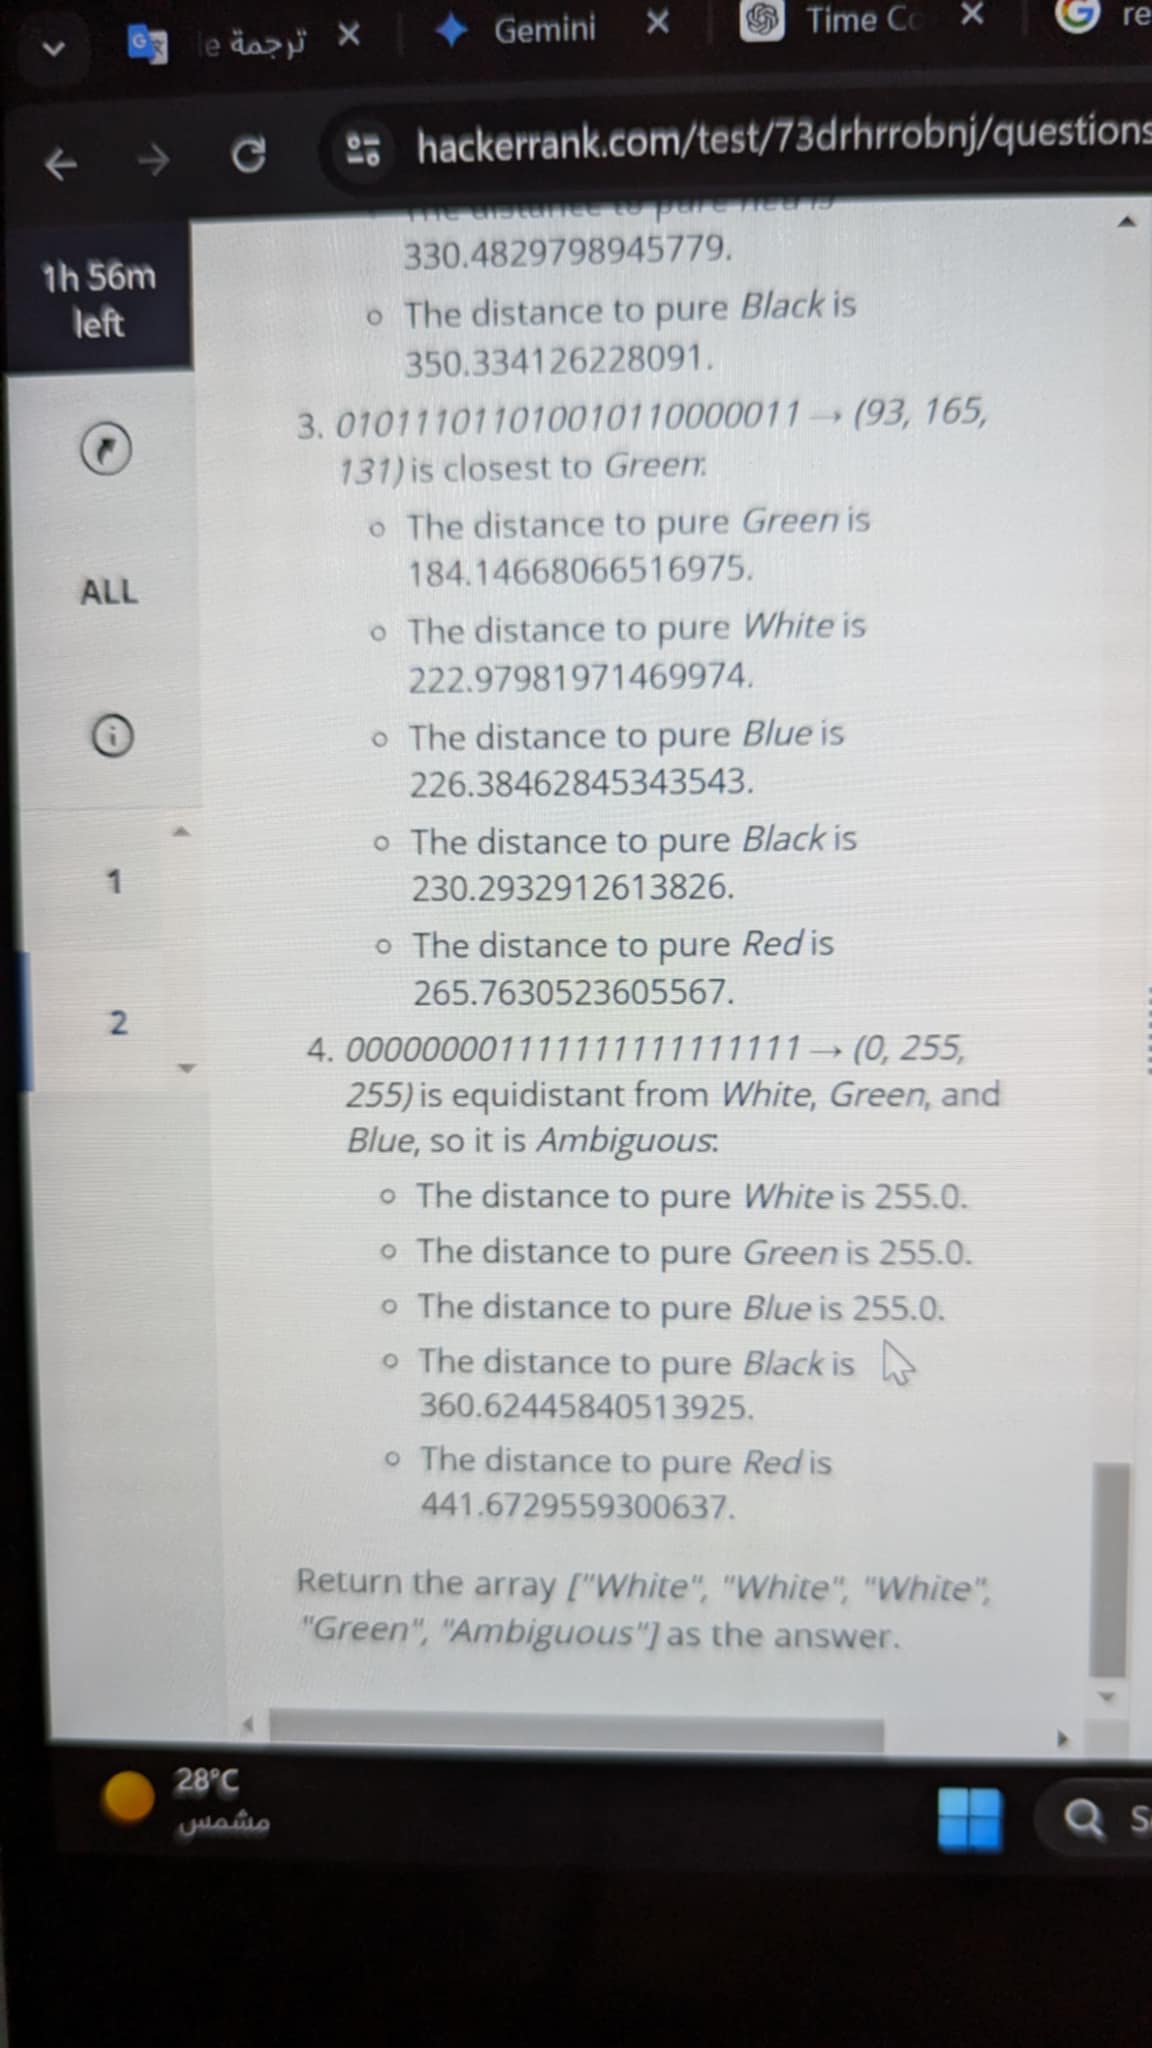 ترجمة le
Gemini
Time Co
re
hackerrank.com/test/73drhrrobnj/questions
1h 56m
left
The distance to pure Red is
330.4829798945779.
The distance to pure Black is
350.334126228091.
3. 010111011010010110000011 → (93, 165,
131) is closest to Green:
The distance to pure Green is
184.14668066516975.
The distance to pure White is
222.97981971469974.
The distance to pure Blue is
226.38462845343543.
The distance to pure Black is
230.2932912613826.
The distance to pure Red is
265.7630523605567.
4. 000000001111111111111111 → (0, 255,
255) is equidistant from White, Green, and
Blue, so it is Ambiguous:
The distance to pure White is 255.0.
The distance to pure Green is 255.0.
The distance to pure Blue is 255.0.
The distance to pure Black is
360.62445840513925.
The distance to pure Red is
441.6729559300637.
Return the array ["White", "White", "White",
"Green", "Ambiguous"] as the answer.
ALL
1
2
28°C
مشمس
S